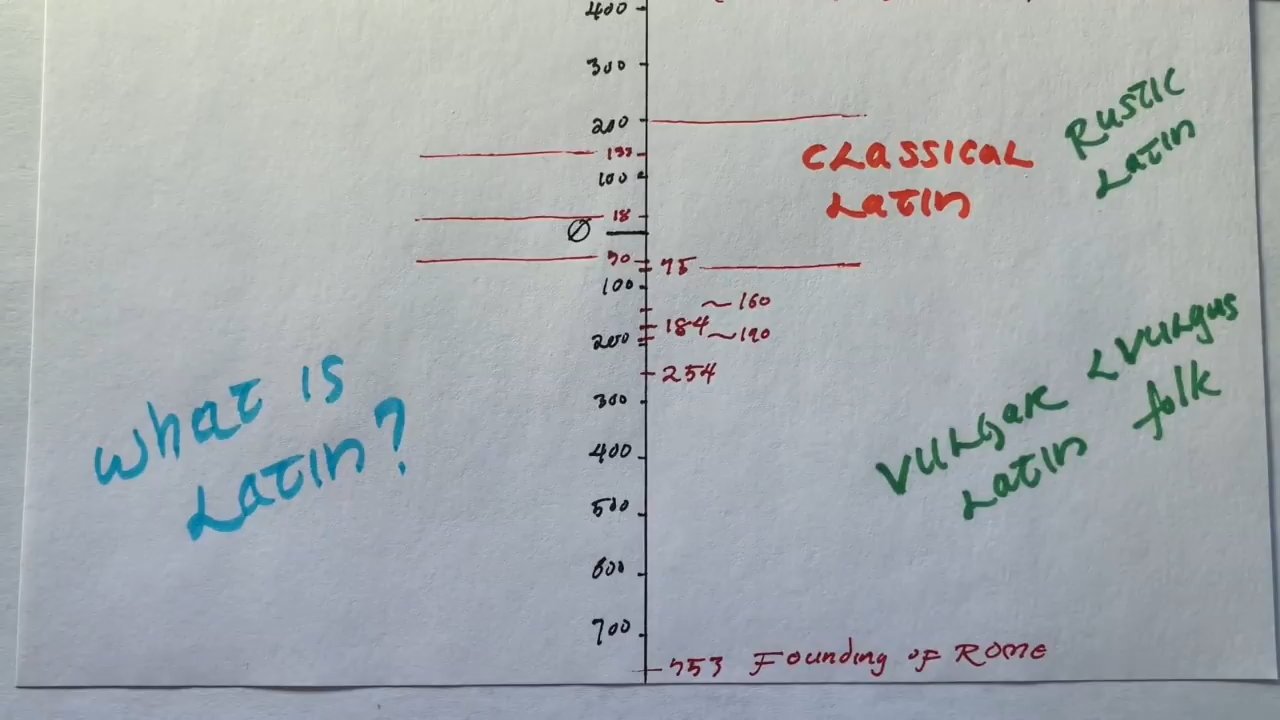 400
300
200
133
100
18
Ø
50
75
100
~160
184
~190
200
254
300
400
500
600
700
753 Founding of ROME
CLASSICAL
LATIN
RUSTIC
LATIN
VULGAR < VULGUS
LATIN folk
WHAT IS
LATIN?